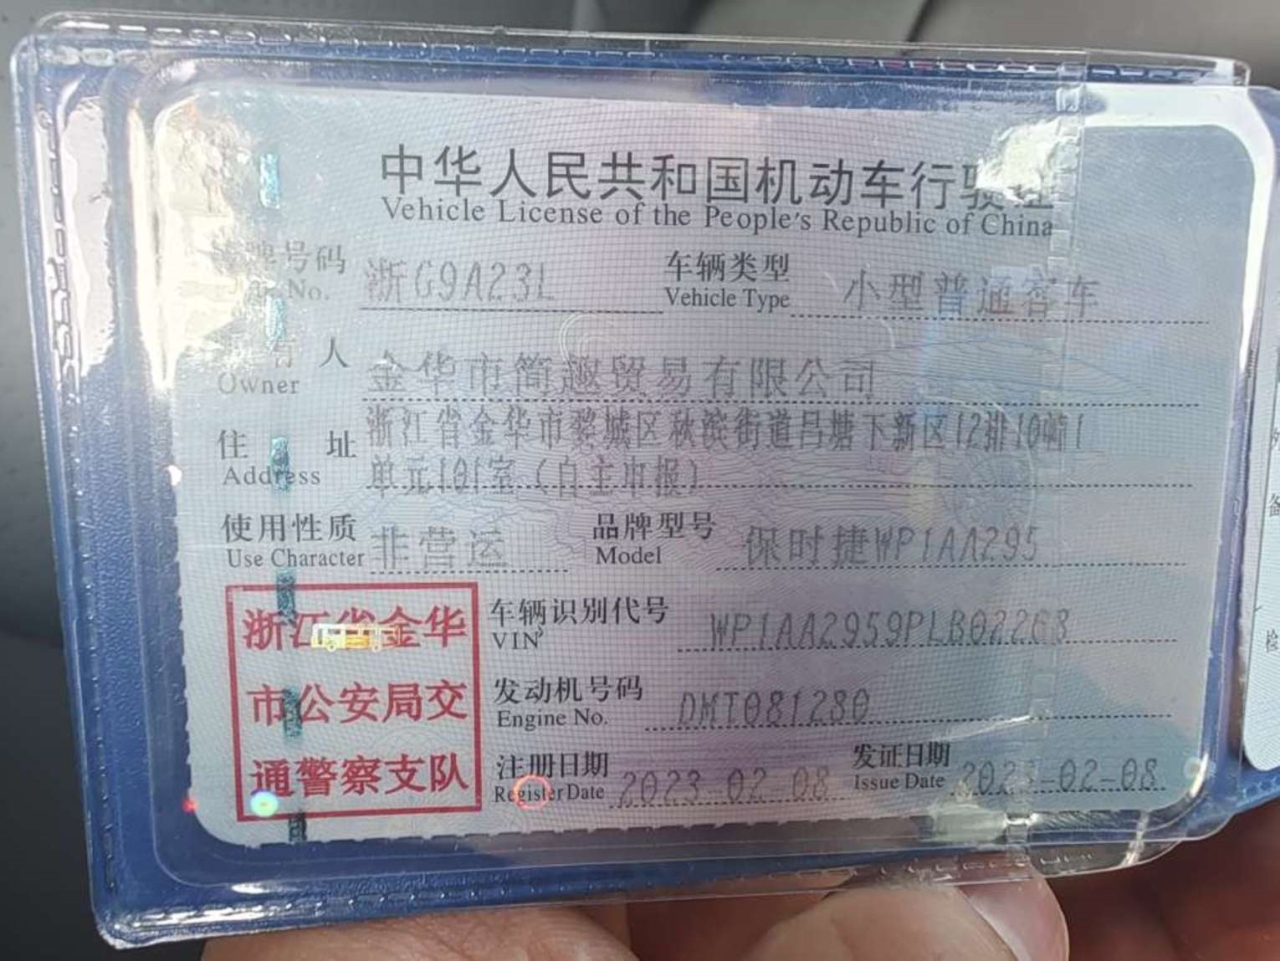 中华人民共和国机动车行驶证
Vehicle License of the People's Republic of China
号牌号码 浙G9A23L 车辆类型 小型普通客车
No. Vehicle Type
所有人 金华市简趣贸易有限公司
Owner
住址 浙江省金华市婺城区秋滨街道吕塘下新区12排10幢1
Address 单元101室（自主申报）
使用性质 非营运 品牌型号 保时捷WP1AA295
Use Character Model
浙江省金华
市公安局交
通警察支队
车辆识别代号 WP1AA2959PLB02268
VIN
发动机号码 DMT081280
Engine No.
注册日期 2023-02-08 发证日期 2023-02-08
Register Date Issue Date